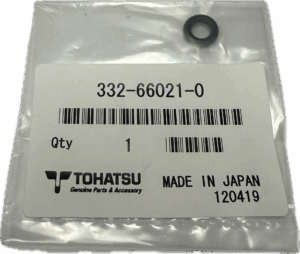 332-66021-0
Qty 1
TOHATSU
Genuine Parts & Accessory
MADE IN JAPAN
120419